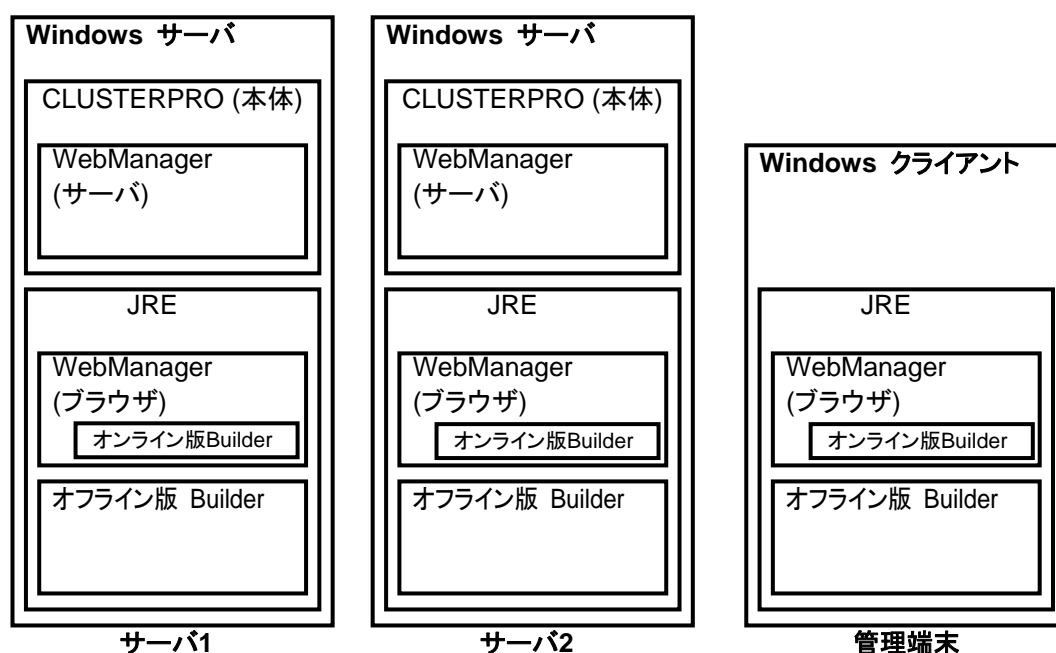 Windows サーバ
CLUSTERPRO (本体)
WebManager
(サーバ)
JRE
WebManager
(ブラウザ)
オンライン版Builder
オフライン版 Builder
サーバ1
Windows サーバ
CLUSTERPRO (本体)
WebManager
(サーバ)
JRE
WebManager
(ブラウザ)
オンライン版Builder
オフライン版 Builder
サーバ2
Windows クライアント
JRE
WebManager
(ブラウザ)
オンライン版Builder
オフライン版 Builder
管理端末